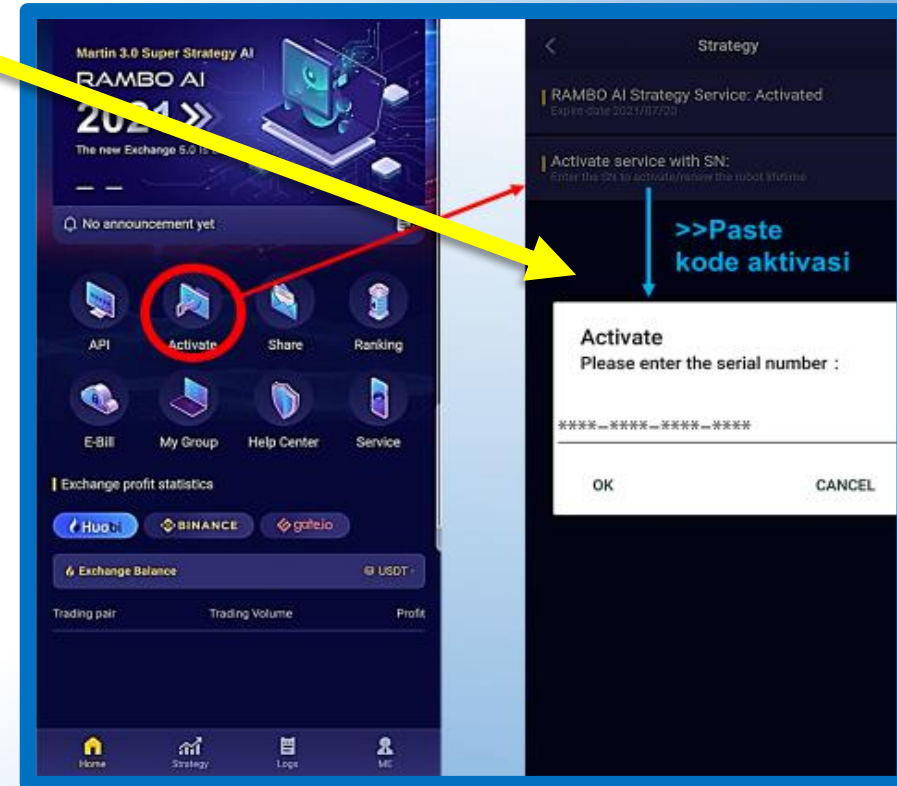 Martin 3.0 Super Strategy AI
RAMBO AI
2021
The new Exchange 5.0 is
No announcement yet
API
Activate
Share
Ranking
E-Bill
My Group
Help Center
Service
Exchange profit statistics
Huobi
BINANCE
gate.io
Exchange Balance
USDT
Trading pair
Trading Volume
Profit
Home
Strategy
Logs
ME
Strategy
RAMBO AI Strategy Service: Activated
Expire date 2021/07/20
Activate service with SN:
Enter the SN to activate/renew the robot lifetime
>>Paste
kode aktivasi
Activate
Please enter the serial number :
****-****-****-****
OK
CANCEL